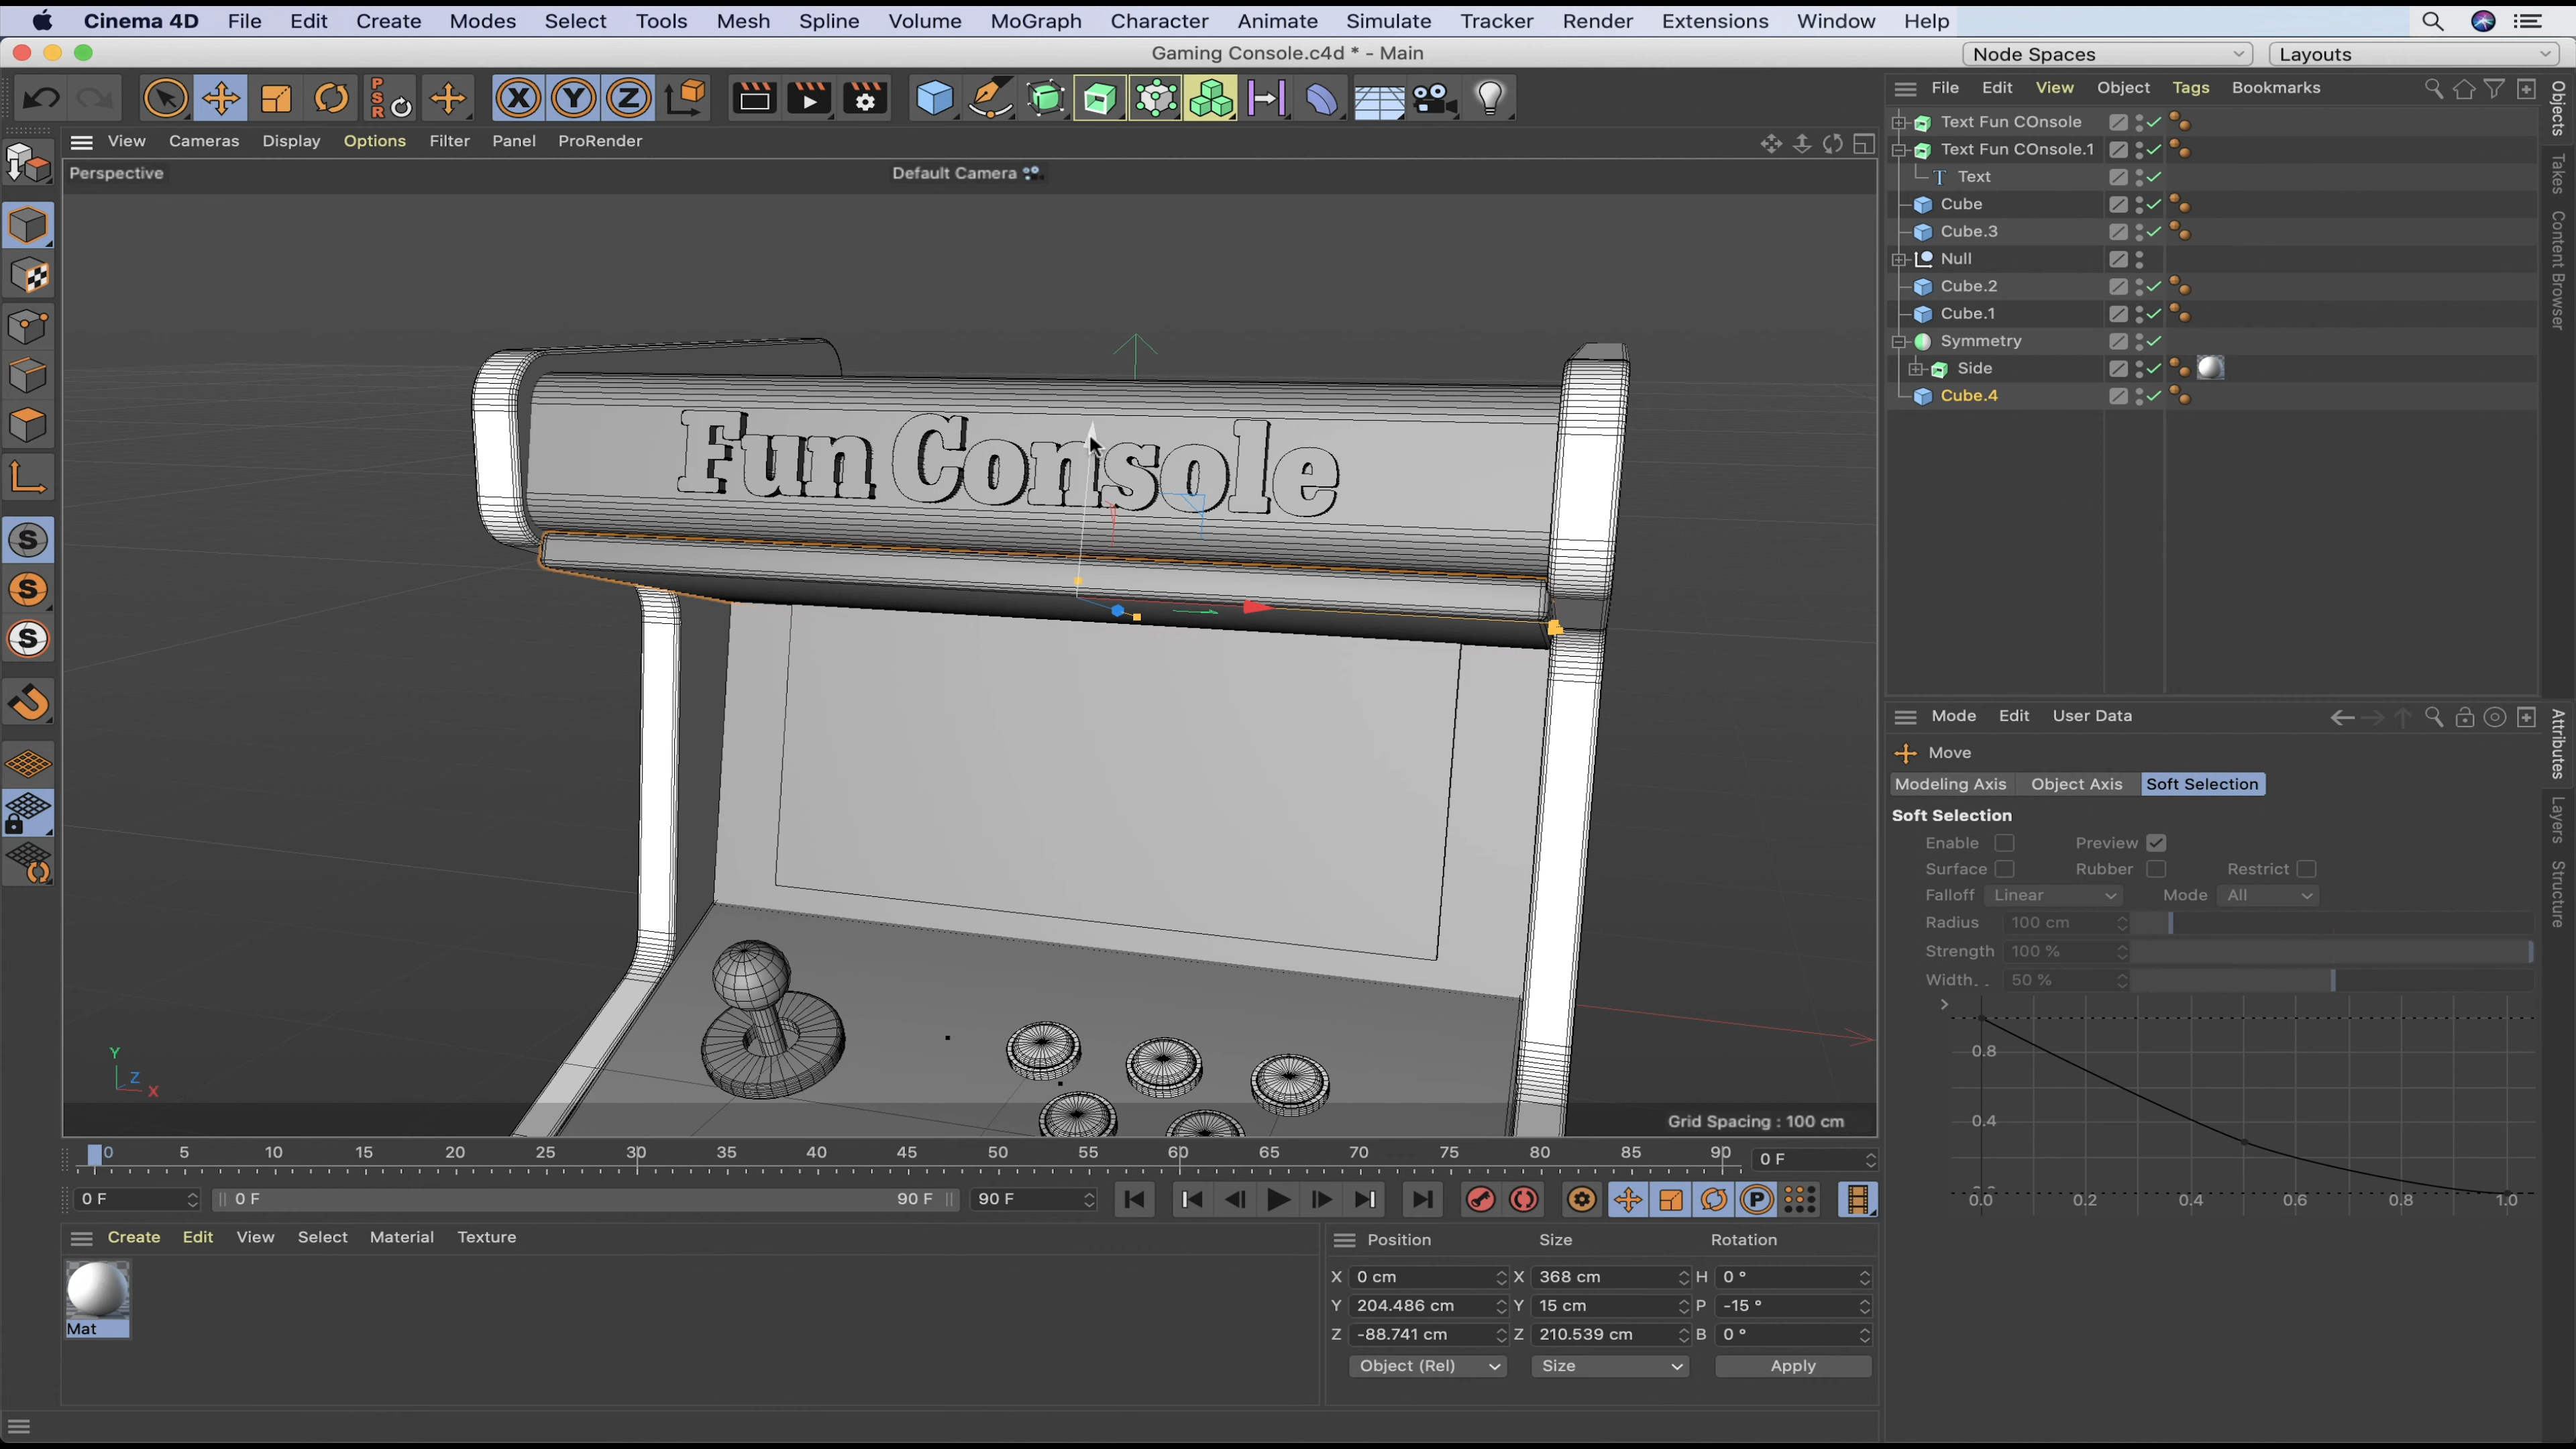 Cinema 4D File Edit Create Modes Select Tools Mesh Spline Volume MoGraph Character Animate Simulate Tracker Render Extensions Window Help
Gaming Console.c4d * - Main
Node Spaces
Layouts
PSR
X Y Z
File Edit View Object Tags Bookmarks
Objects
Takes
Content Browser
View Cameras Display Options Filter Panel ProRender
Perspective
Default Camera
Text Fun COnsole
Text Fun COnsole.1
T Text
Cube
Cube.3
Null
Cube.2
Cube.1
Symmetry
Side
Cube.4
S
S
S
Fun Console
Y
Z
X
Grid Spacing : 100 cm
Mode Edit User Data
Attributes
Layers
Structure
Move
Modeling Axis Object Axis Soft Selection
Soft Selection
Enable Preview
Surface Rubber Restrict
Falloff Linear Mode All
Radius 100 cm
Strength 100 %
Width. . 50 %
0.8
0.4
0.0 0.2 0.4 0.6 0.8 1.0
0 5 10 15 20 25 30 35 40 45 50 55 60 65 70 75 80 85 90 0 F
0 F 0 F 90 F 90 F
P
Create Edit View Select Material Texture
Mat
Position Size Rotation
X 0 cm X 368 cm H 0 °
Y 204.486 cm Y 15 cm P -15 °
Z -88.741 cm Z 210.539 cm B 0 °
Object (Rel) Size Apply